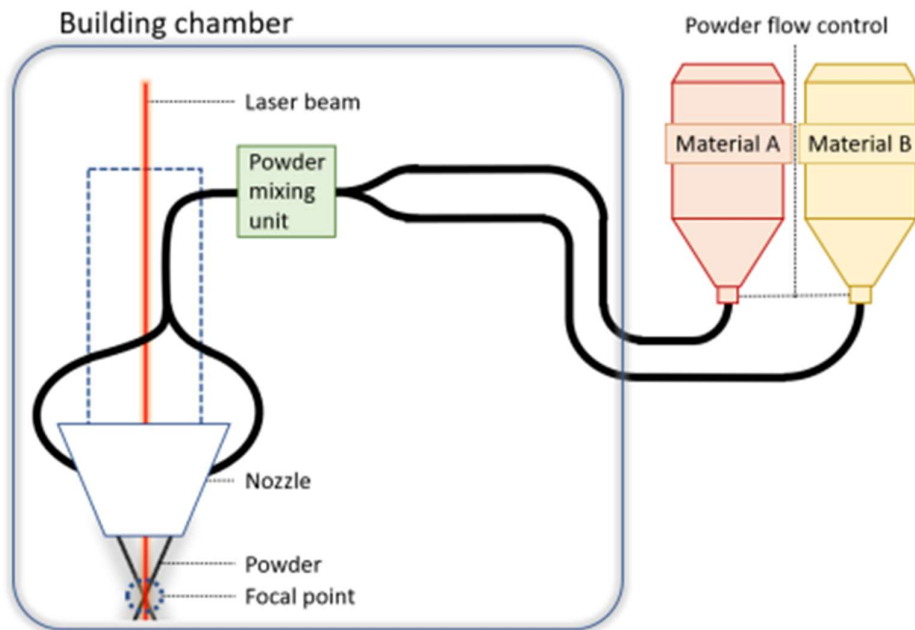 Building chamber
Powder flow control
Laser beam
Material A
Material B
Powder
mixing
unit
Nozzle
Powder
Focal point